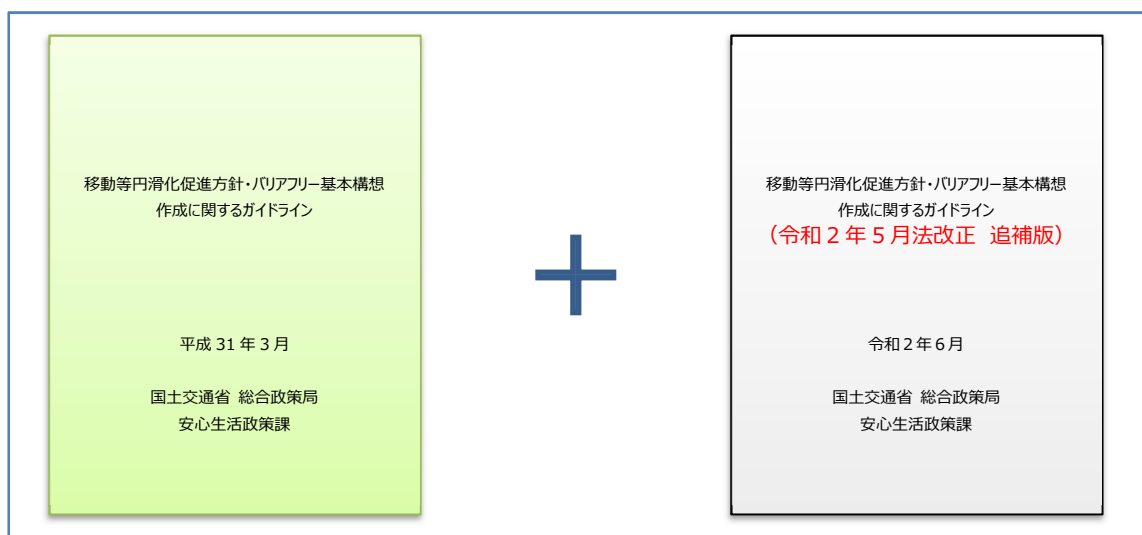 移動等円滑化促進方針・バリアフリー基本構想
作成に関するガイドライン
平成 31 年 3 月
国土交通省 総合政策局
安心生活政策課
移動等円滑化促進方針・バリアフリー基本構想
作成に関するガイドライン
（令和２年５月法改正 追補版）
令和２年６月
国土交通省 総合政策局
安心生活政策課